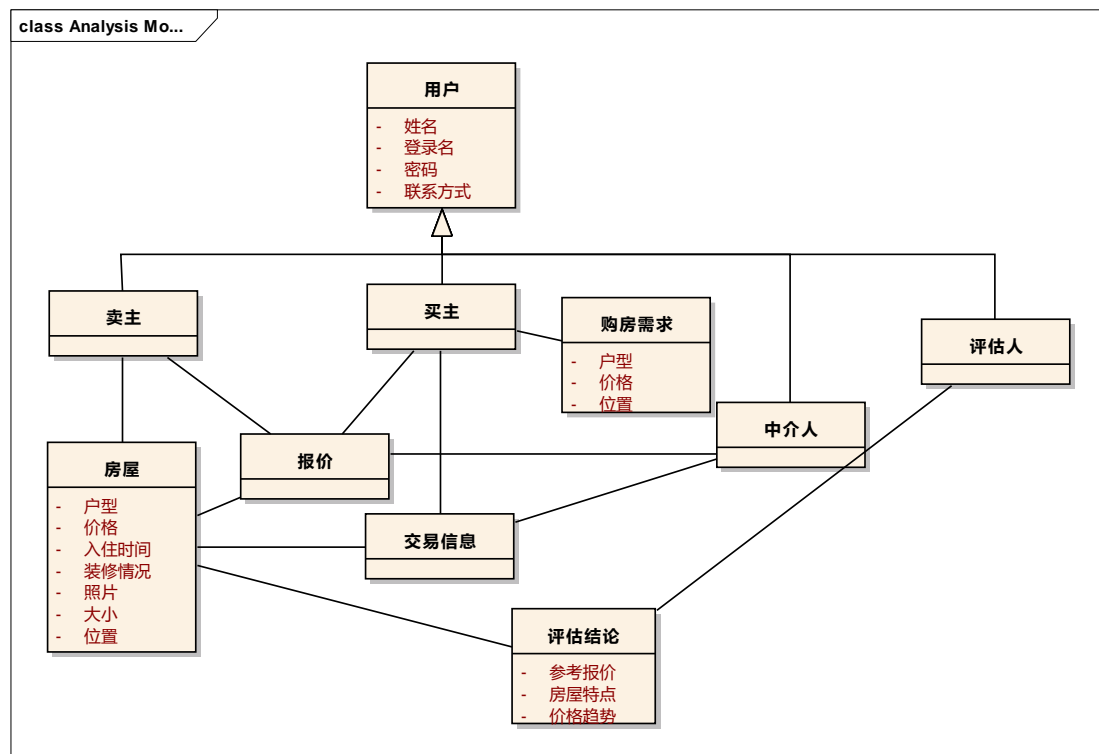 class Analysis Mo...
用户
- 姓名
- 登录名
- 密码
- 联系方式
卖主
买主
购房需求
- 户型
- 价格
- 位置
评估人
中介人
报价
房屋
- 户型
- 价格
- 入住时间
- 装修情况
- 照片
- 大小
- 位置
交易信息
评估结论
- 参考报价
- 房屋特点
- 价格趋势